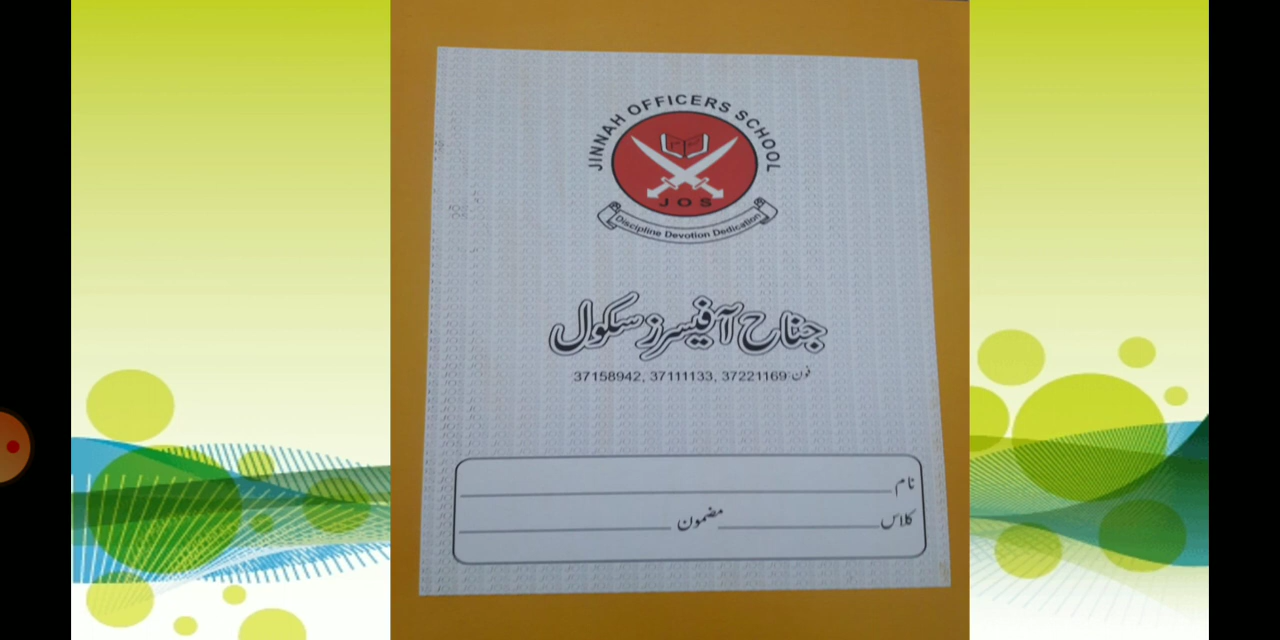 JINNAH OFFICERS SCHOOL
JOS
Discipline Devotion Dedication
جناح آفیسرز سکول
فون: 37158942, 37111133, 37221169
نام
کلاس مضمون